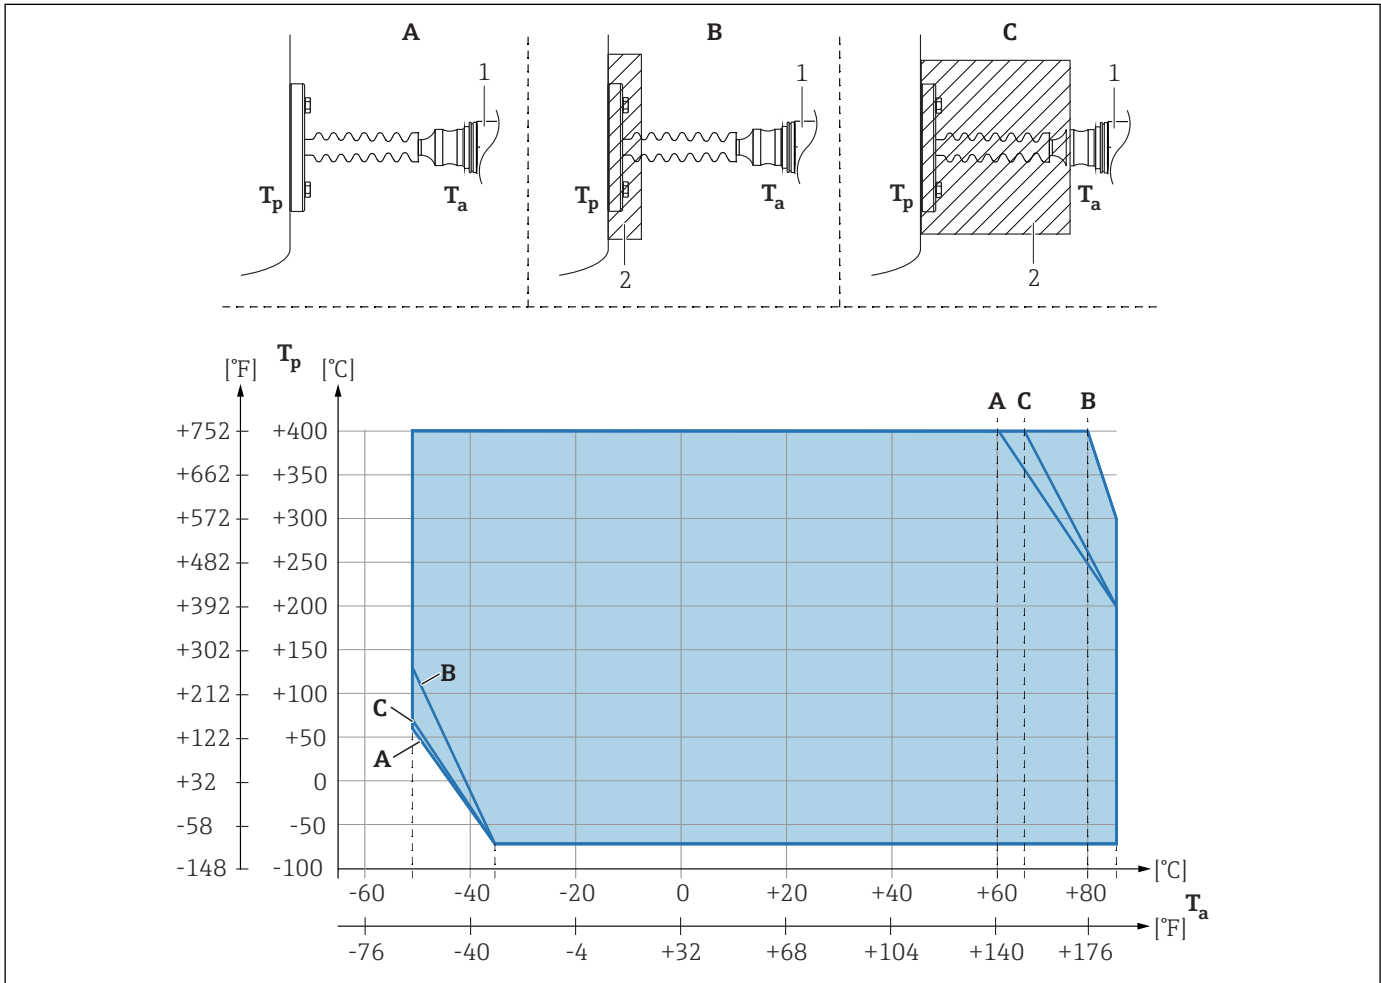 A B C
1 1 1
Tp Ta Tp Ta Tp Ta
2 2
Tp
[°F] [°C]
A C B
+752 +400
+662 +350
+572 +300
+482 +250
+392 +200
+302 +150
+212 +100
B
C
+122 +50
A
+32 0
-58 -50
-148 -100
[°C]
-60 -40 -20 0 +20 +40 +60 +80
Ta
[°F]
-76 -40 -4 +32 +68 +104 +140 +176